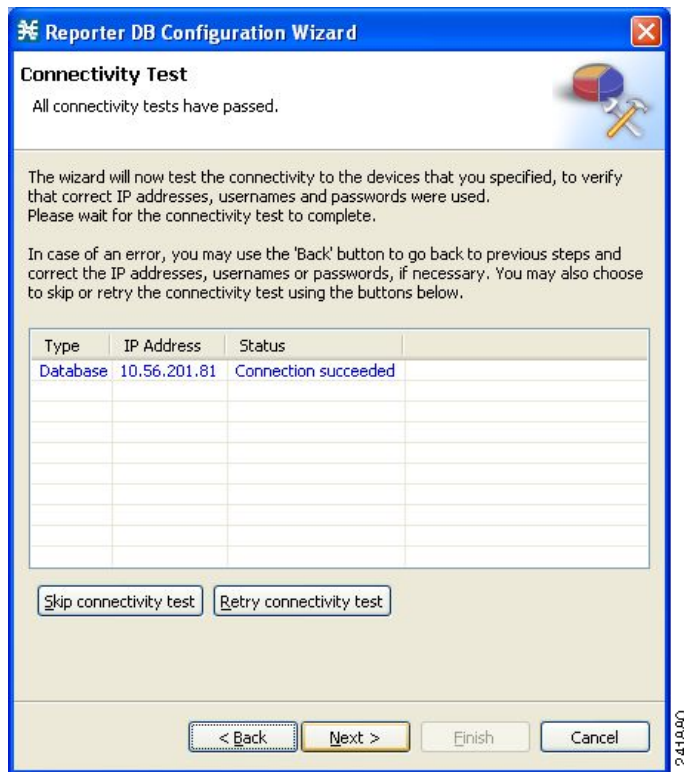 Reporter DB Configuration Wizard
Connectivity Test
All connectivity tests have passed.
The wizard will now test the connectivity to the devices that you specified, to verify
that correct IP addresses, usernames and passwords were used.
Please wait for the connectivity test to complete.
In case of an error, you may use the 'Back' button to go back to previous steps and
correct the IP addresses, usernames or passwords, if necessary. You may also choose
to skip or retry the connectivity test using the buttons below.
Type IP Address Status
Database 10.56.201.81 Connection succeeded
Skip connectivity test Retry connectivity test
< Back Next > Finish Cancel
241880